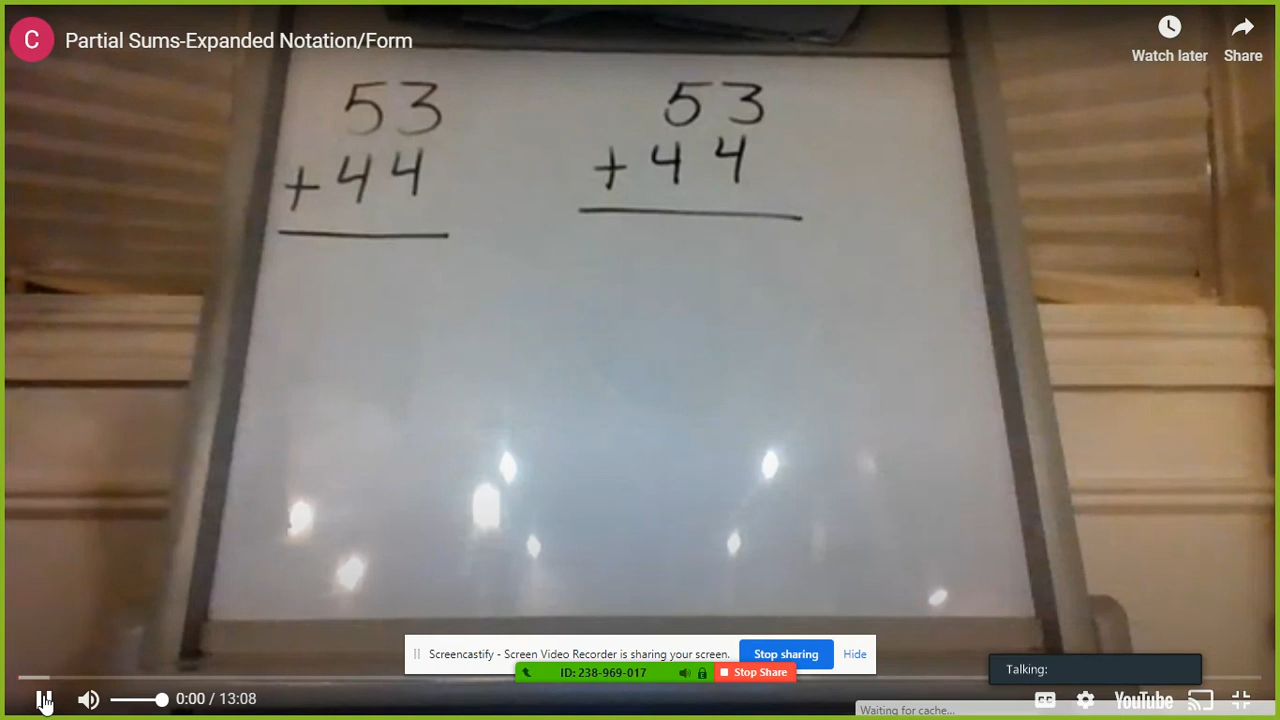 C Partial Sums-Expanded Notation/Form
Watch later
Share
53
+44
53
+44
Screencastify - Screen Video Recorder is sharing your screen.
Stop sharing
Hide
ID: 238-969-017
Stop Share
Talking:
0:00 / 13:08
CC
YouTube
Waiting for cache...